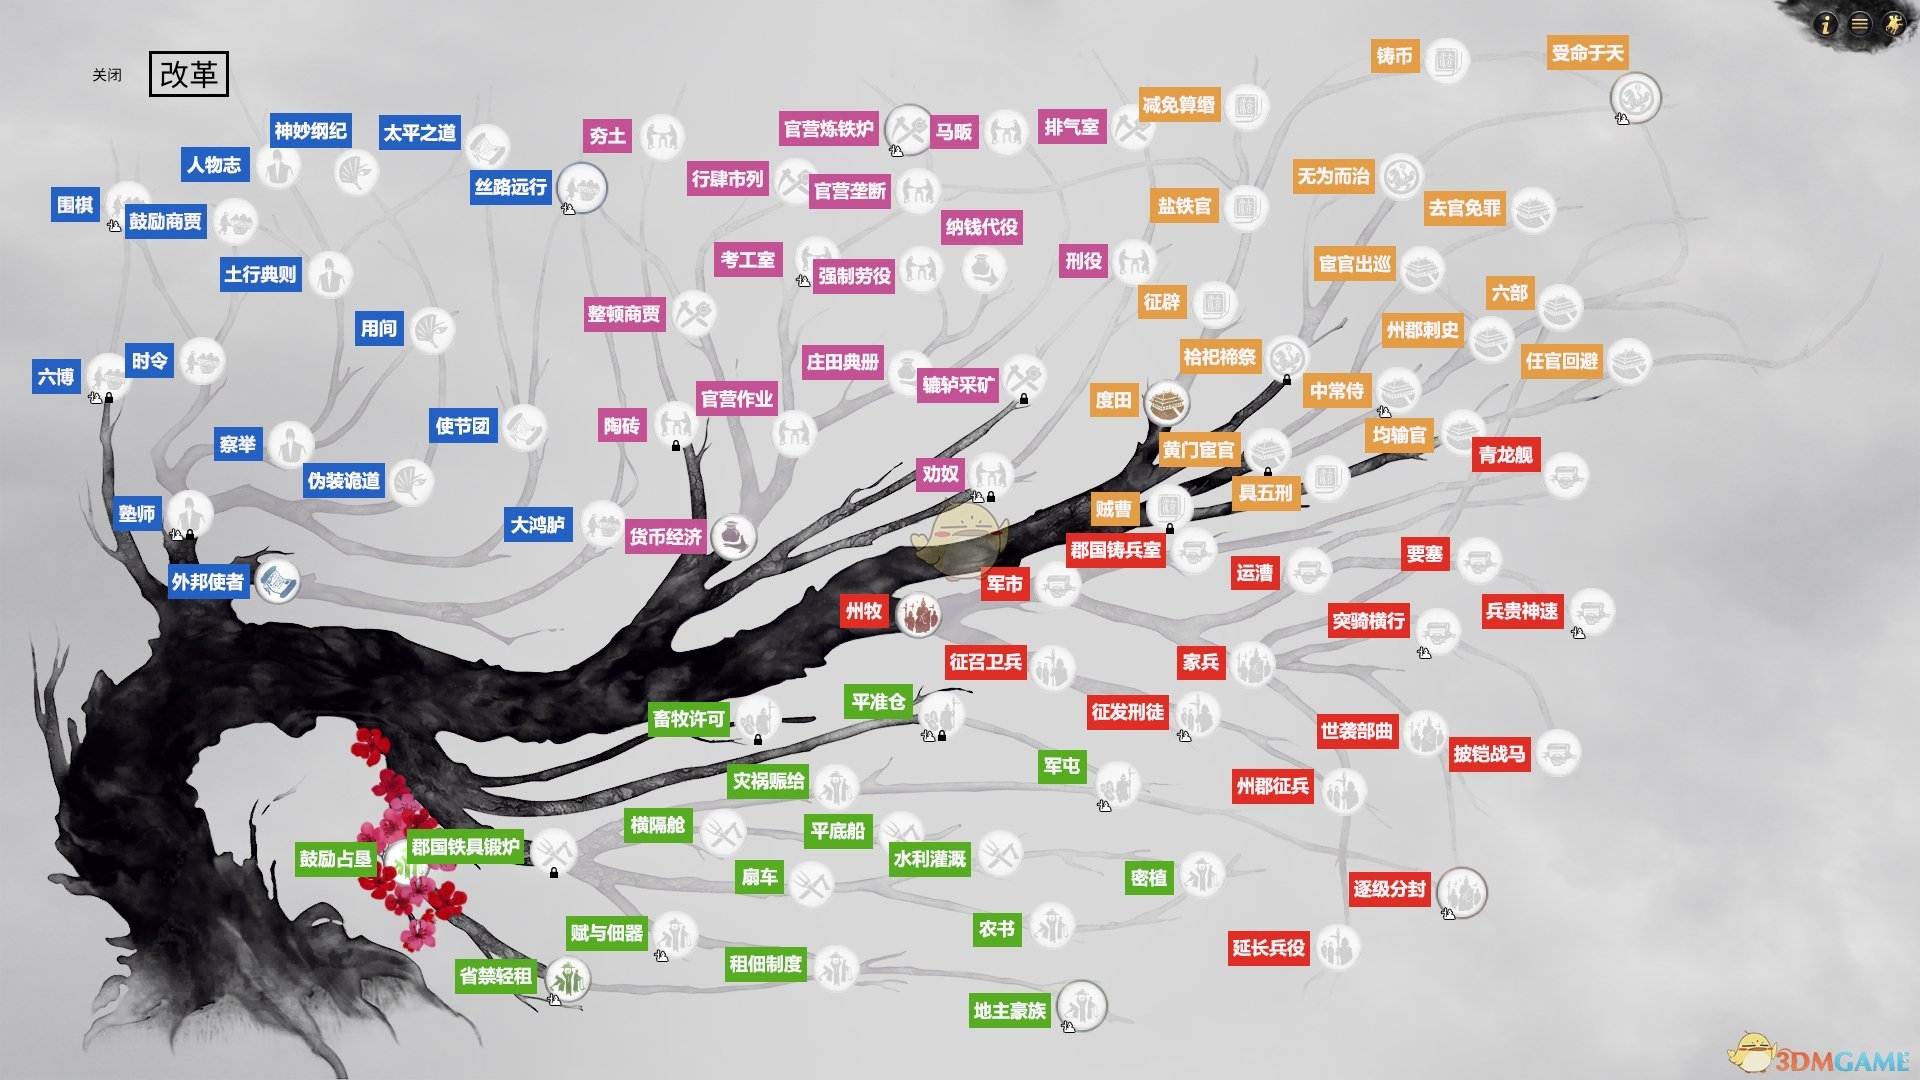 关闭
改革
铸币
受命于天
神妙纲纪
太平之道
夯土
官营炼铁炉
马畈
排气室
减免算缗
人物志
丝路远行
行肆市列
官营垄断
无为而治
围棋
鼓励商贾
纳钱代役
盐铁官
去官免罪
土行典则
考工室
强制劳役
刑役
宦官出巡
用间
整顿商贾
征辟
六部
六博
时令
庄田典册
辘轳采矿
祫祀禘祭
州郡刺史
任官回避
官营作业
度田
中常侍
察举
使节团
陶砖
黄门宦官
均输官
伪装诡道
劝奴
具五刑
青龙舰
塾师
大鸿胪
货币经济
贼曹
外邦使者
郡国铸兵室
要塞
州牧
军市
运漕
突骑横行
兵贵神速
征召卫兵
家兵
畜牧许可
平准仓
征发刑徒
世袭部曲
披铠战马
灾祸赈给
军屯
州郡征兵
横隔舱
平底船
鼓励占垦
郡国铁具锻炉
扇车
水利灌溉
密植
逐级分封
赋与佃器
农书
延长兵役
省禁轻租
租佃制度
地主豪族
3DMGAME